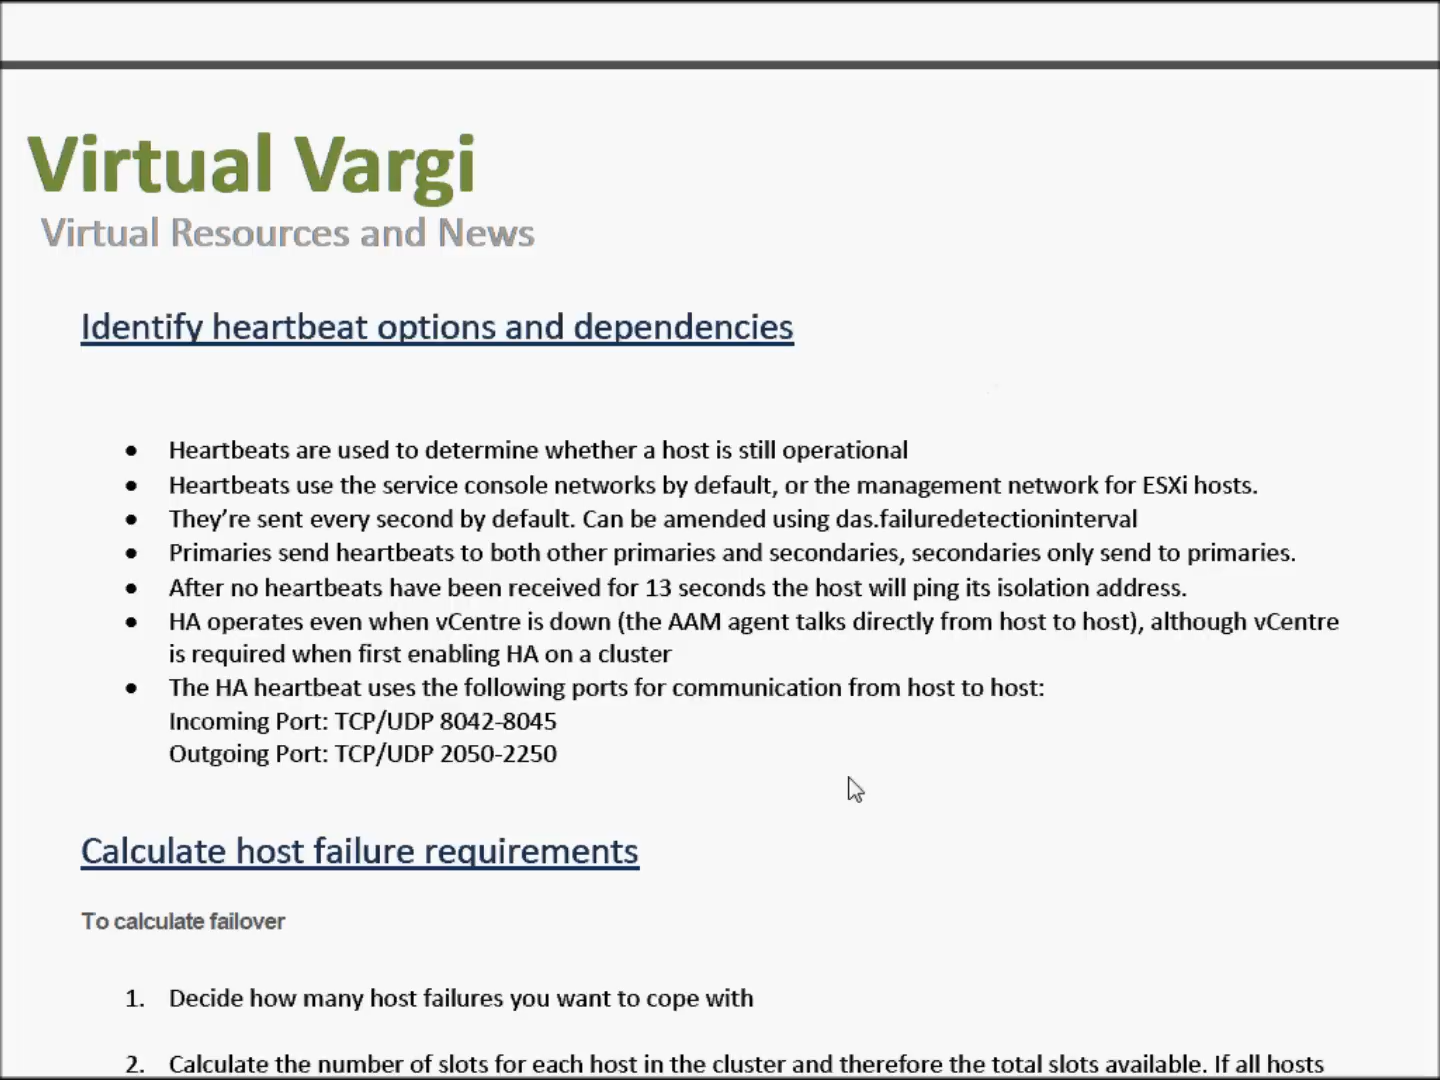 Virtual Vargi
Virtual Resources and News
Identify heartbeat options and dependencies
• Heartbeats are used to determine whether a host is still operational
• Heartbeats use the service console networks by default, or the management network for ESXi hosts.
• They’re sent every second by default. Can be amended using das.failuredetectioninterval
• Primaries send heartbeats to both other primaries and secondaries, secondaries only send to primaries.
• After no heartbeats have been received for 13 seconds the host will ping its isolation address.
• HA operates even when vCentre is down (the AAM agent talks directly from host to host), although vCentre
is required when first enabling HA on a cluster
• The HA heartbeat uses the following ports for communication from host to host:
Incoming Port: TCP/UDP 8042-8045
Outgoing Port: TCP/UDP 2050-2250
Calculate host failure requirements
To calculate failover
1. Decide how many host failures you want to cope with
2. Calculate the number of slots for each host in the cluster and therefore the total slots available. If all hosts